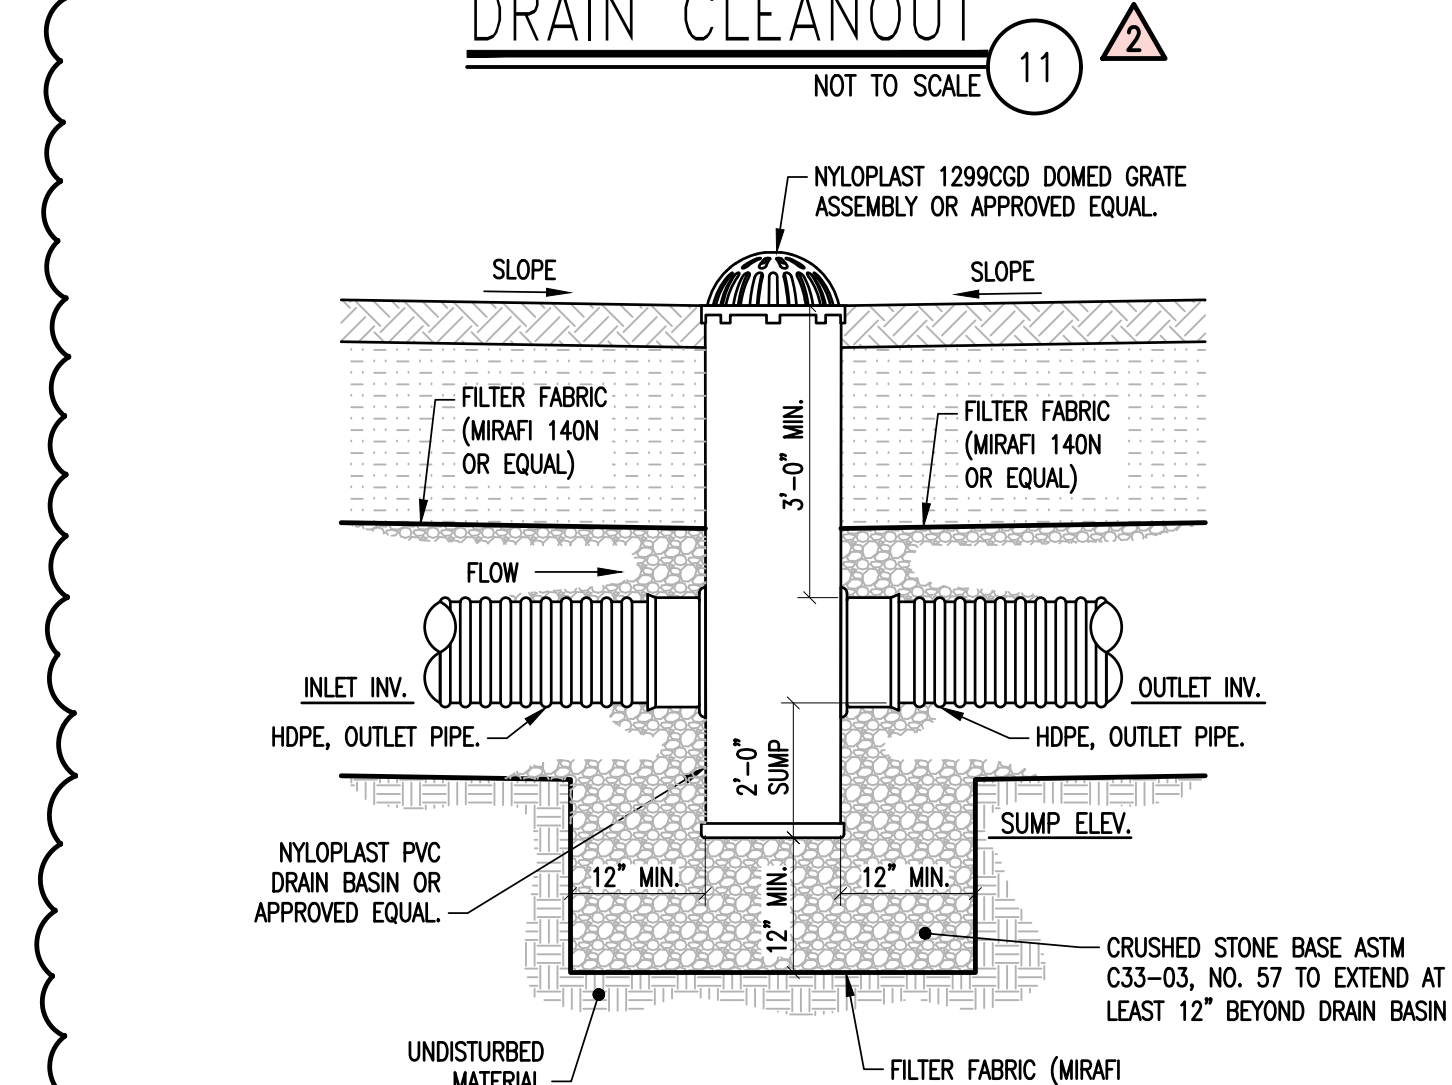 DRAIN CLEANOUT
NOT TO SCALE
11
2
NYLOPLAST 1299CGD DOMED GRATE
ASSEMBLY OR APPROVED EQUAL.
SLOPE
SLOPE
FILTER FABRIC
(MIRAFI 140N
OR EQUAL)
FILTER FABRIC
(MIRAFI 140N
OR EQUAL)
3'-0" MIN.
FLOW
INLET INV.
OUTLET INV.
HDPE, OUTLET PIPE.
HDPE, OUTLET PIPE.
2'-0"
SUMP
SUMP ELEV.
NYLOPLAST PVC
DRAIN BASIN OR
APPROVED EQUAL.
12" MIN.
12" MIN.
12" MIN.
CRUSHED STONE BASE ASTM
C33-03, NO. 57 TO EXTEND AT
LEAST 12" BEYOND DRAIN BASIN
UNDISTURBED
MATERIAL
FILTER FABRIC (MIRAFI